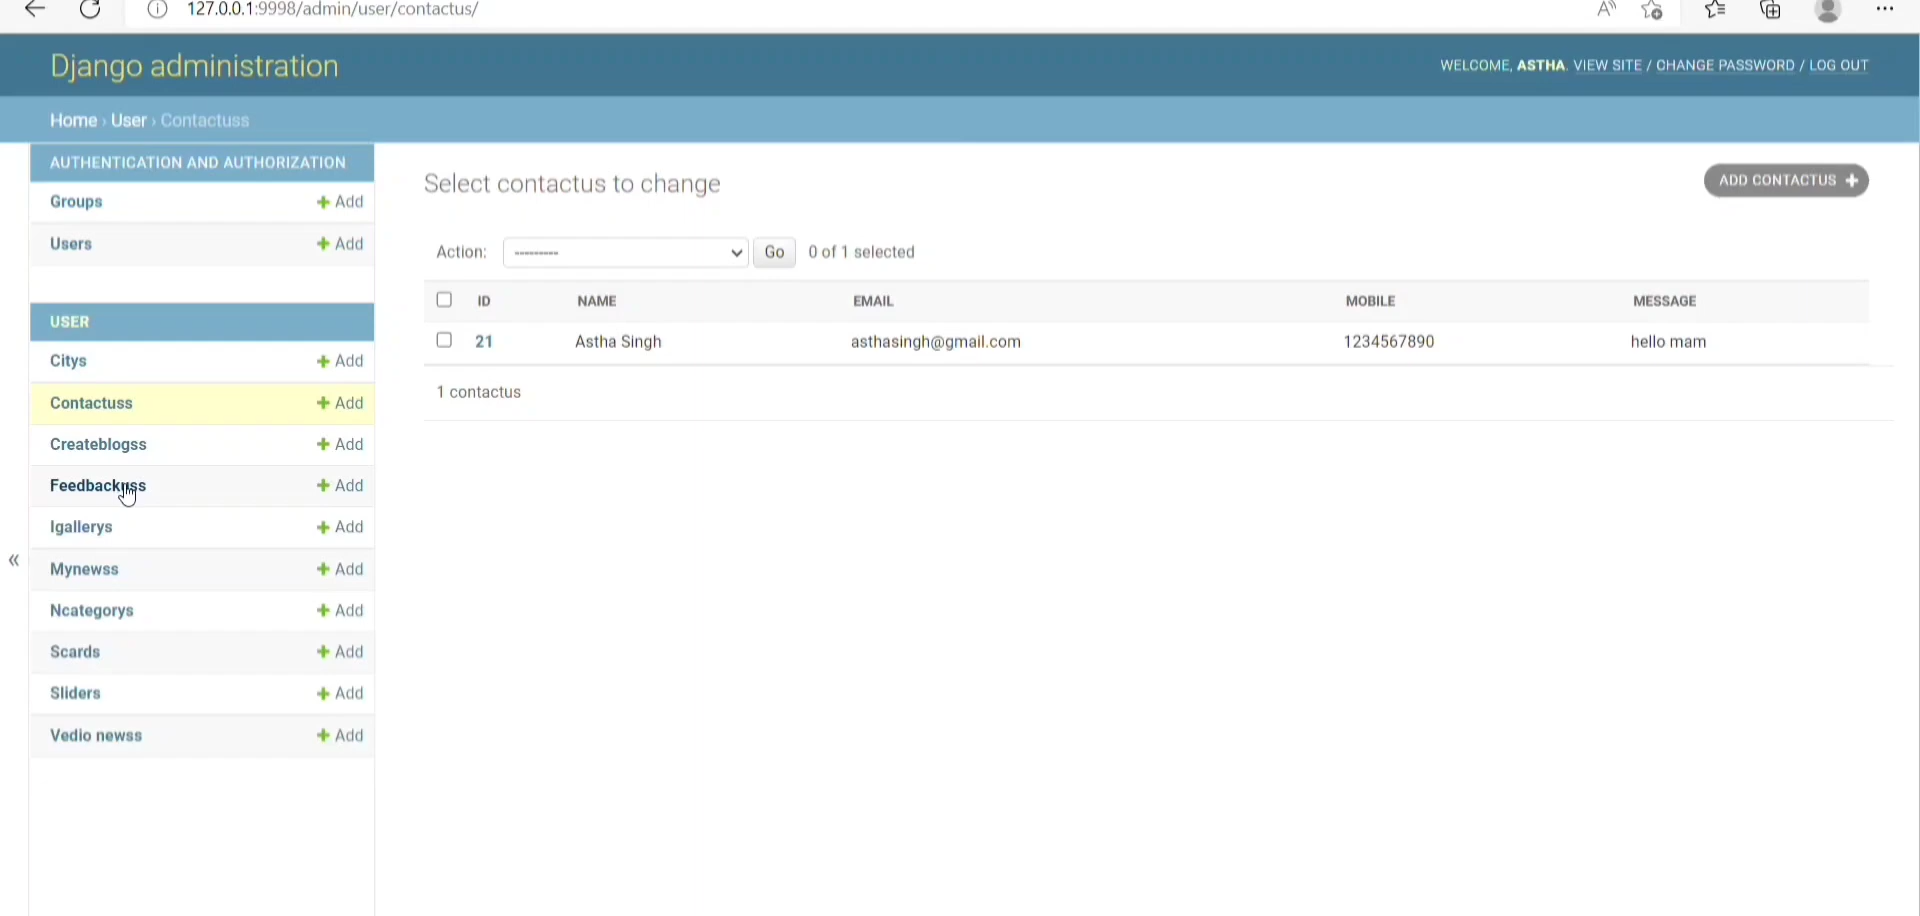 127.0.0.1:9998/admin/user/contactus/
Django administration
WELCOME, ASTHA. VIEW SITE / CHANGE PASSWORD / LOG OUT
Home › User › Contactuss
AUTHENTICATION AND AUTHORIZATION
Groups + Add
Users + Add
USER
Citys + Add
Contactuss + Add
Createblogss + Add
Feedbackuss + Add
Igallerys + Add
Mynewss + Add
Ncategorys + Add
Scards + Add
Sliders + Add
Vedio newss + Add
«
Select contactus to change
ADD CONTACTUS +
Action: --------- Go 0 of 1 selected
ID NAME EMAIL MOBILE MESSAGE
21 Astha Singh asthasingh@gmail.com 1234567890 hello mam
1 contactus